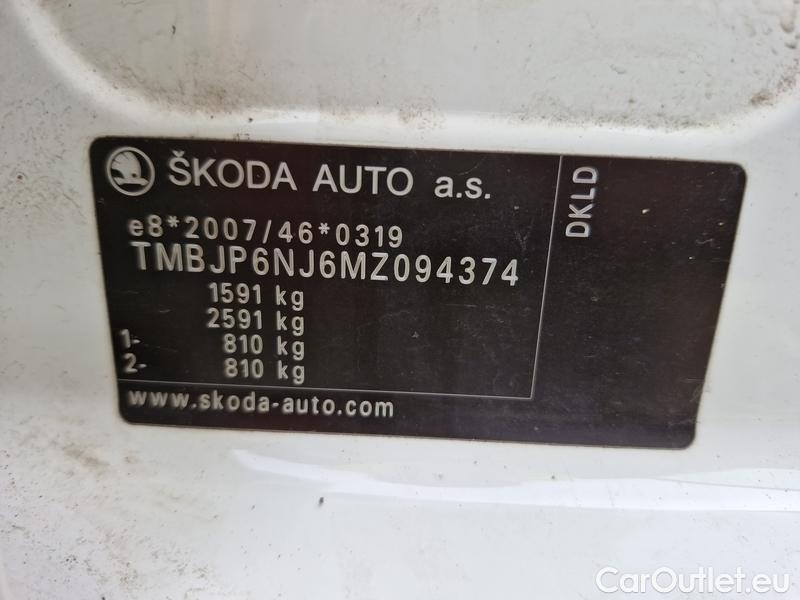 ŠKODA AUTO a.s.
e8*2007/46*0319
TMBJP6NJ6MZ094374
1591 kg
2591 kg
1- 810 kg
2- 810 kg
www.skoda-auto.com
DKLD
CarOutlet.eu